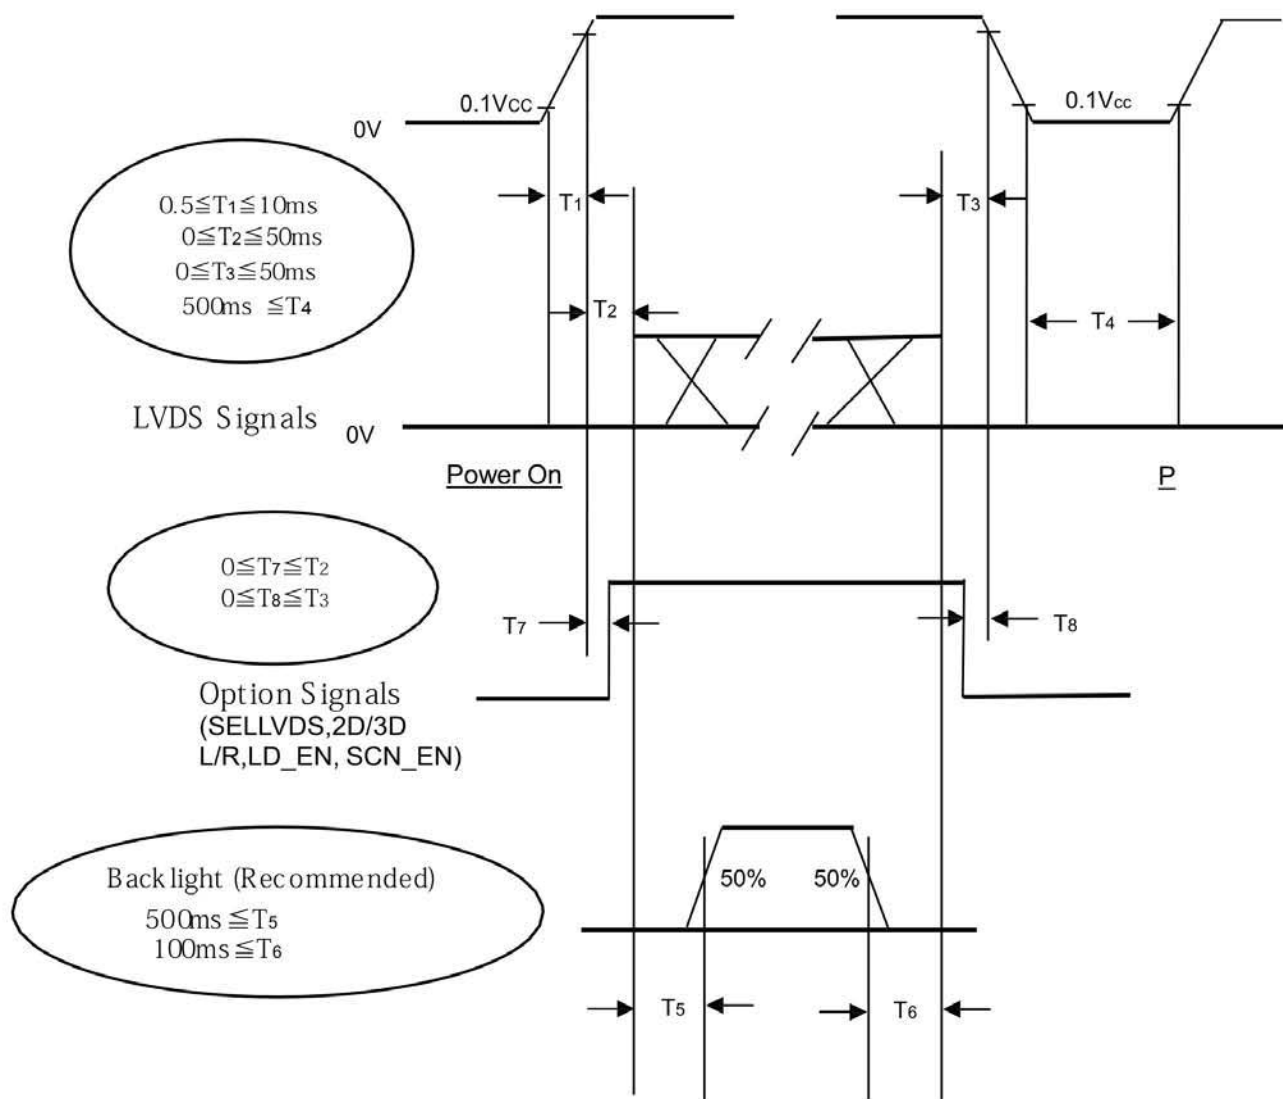 0.1Vcc
0.1Vcc
0V
0.5≦T1≦10ms
0≦T2≦50ms
0≦T3≦50ms
500ms ≦T4
T1
T3
T2
T4
LVDS Signals
0V
Power On
P
0≦T7≦T2
0≦T8≦T3
T7
T8
Option Signals
(SELLVDS,2D/3D
L/R,LD_EN, SCN_EN)
Backlight (Recommended)
500ms≦T5
100ms≦T6
50%
50%
T5
T6